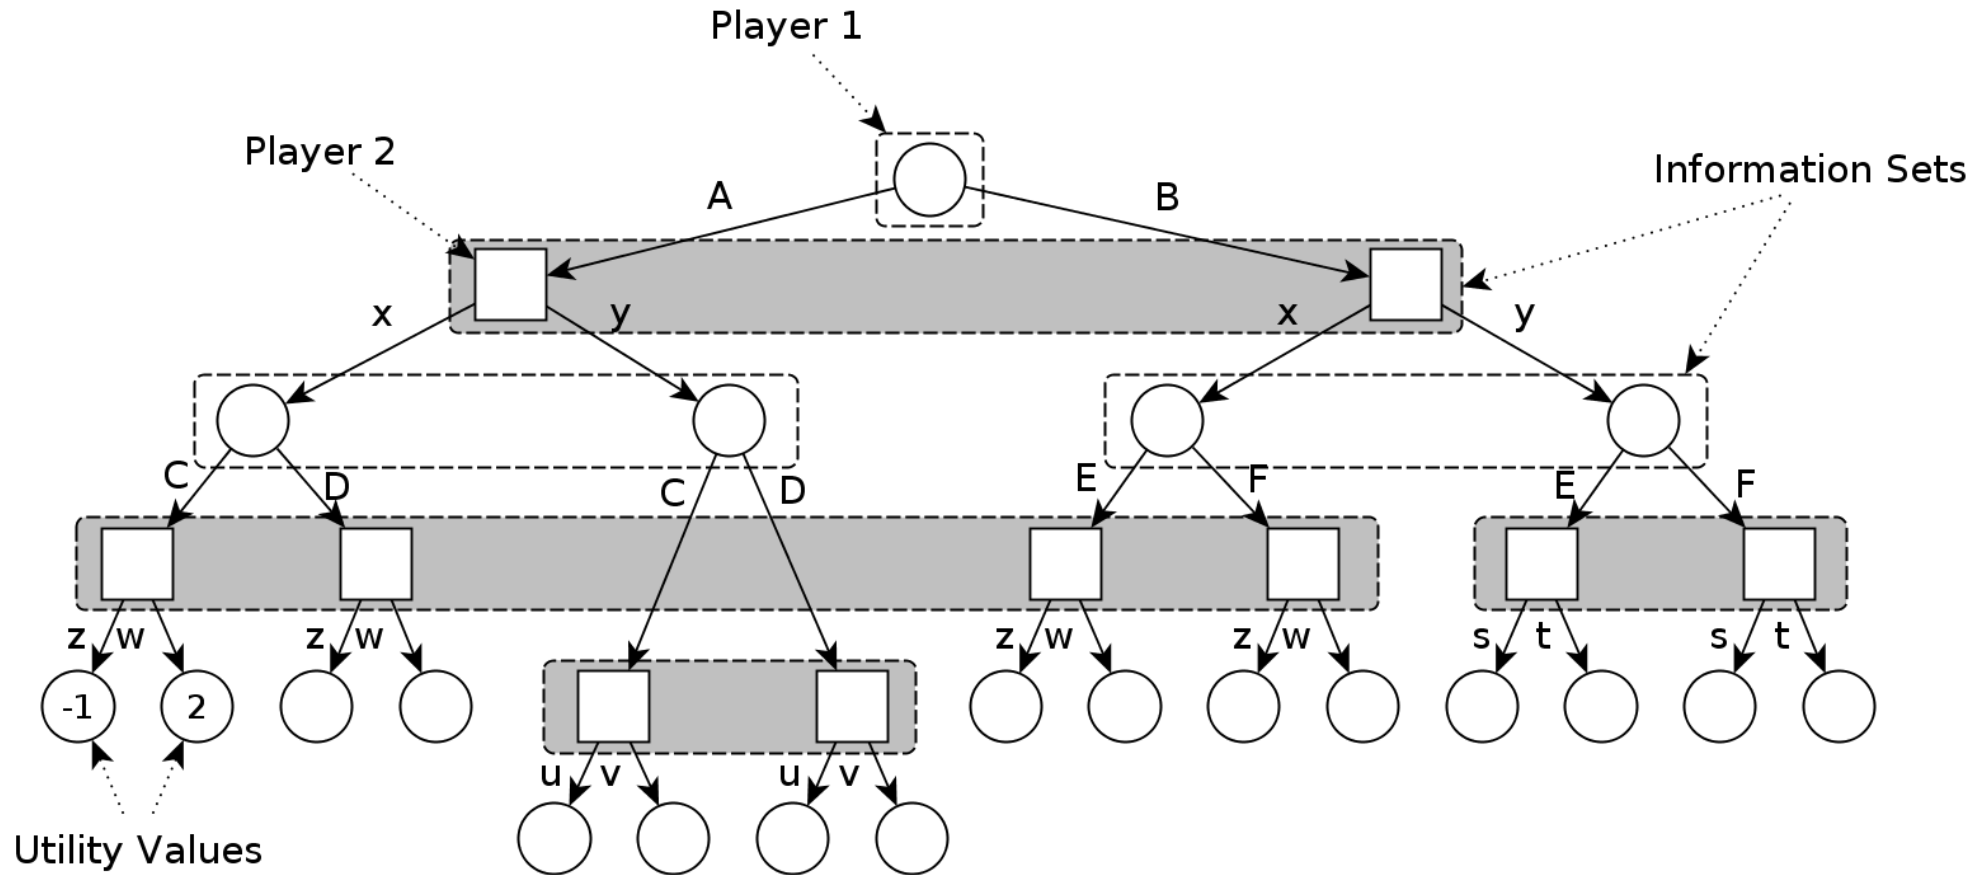 Player 1
Player 2
Information Sets
A
B
x
y
x
y
C
D
C
D
E
F
E
F
z w
z w
z w
z w
s t
s t
-1
2
u v
u v
Utility Values